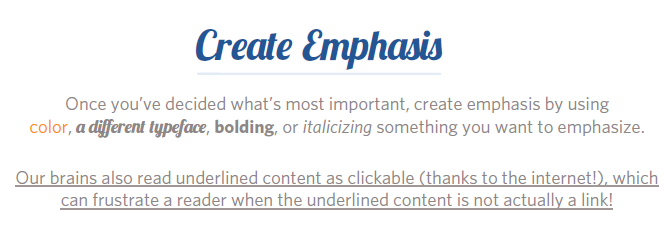 Create Emphasis
Once you've decided what's most important, create emphasis by using
color, a different typeface, bolding, or italicizing something you want to emphasize.
Our brains also read underlined content as clickable (thanks to the internet!), which
can frustrate a reader when the underlined content is not actually a link!